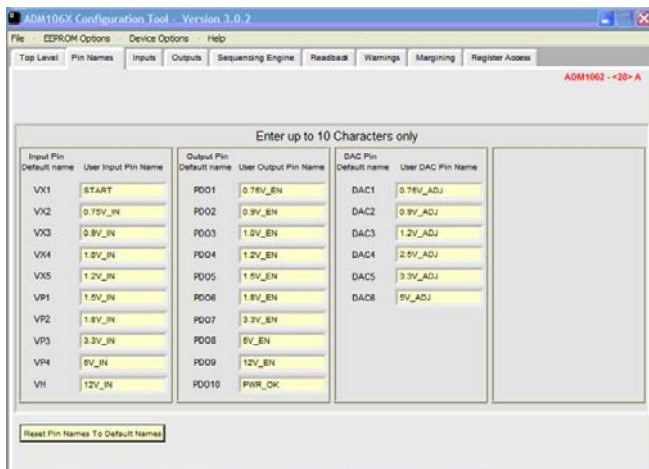 ADM106X Configuration Tool - Version 3.0.2
File EEPROM Options Device Options Help
Top Level Pin Names Inputs Outputs Sequencing Engine Readback Warnings Margining Register Access
ADM1062 - <28> A
Enter up to 10 Characters only
Input Pin Default name User Input Pin Name Output Pin Default name User Output Pin Name DAC Pin Default name User DAC Pin Name
VX1 START PDO1 0.75V_EN DAC1 0.75V_ADJ
VX2 0.75V_IN PDO2 0.9V_EN DAC2 0.9V_ADJ
VX3 0.9V_IN PDO3 1.0V_EN DAC3 1.2V_ADJ
VX4 1.0V_IN PDO4 1.2V_EN DAC4 2.5V_ADJ
VX5 1.2V_IN PDO5 1.5V_EN DAC5 3.3V_ADJ
VP1 1.5V_IN PDO6 1.8V_EN DAC6 5V_ADJ
VP2 1.8V_IN PDO7 3.3V_EN
VP3 3.3V_IN PDO8 5V_EN
VP4 5V_IN PDO9 12V_EN
VH 12V_IN PDO10 PWR_OK
Reset Pin Names To Default Names